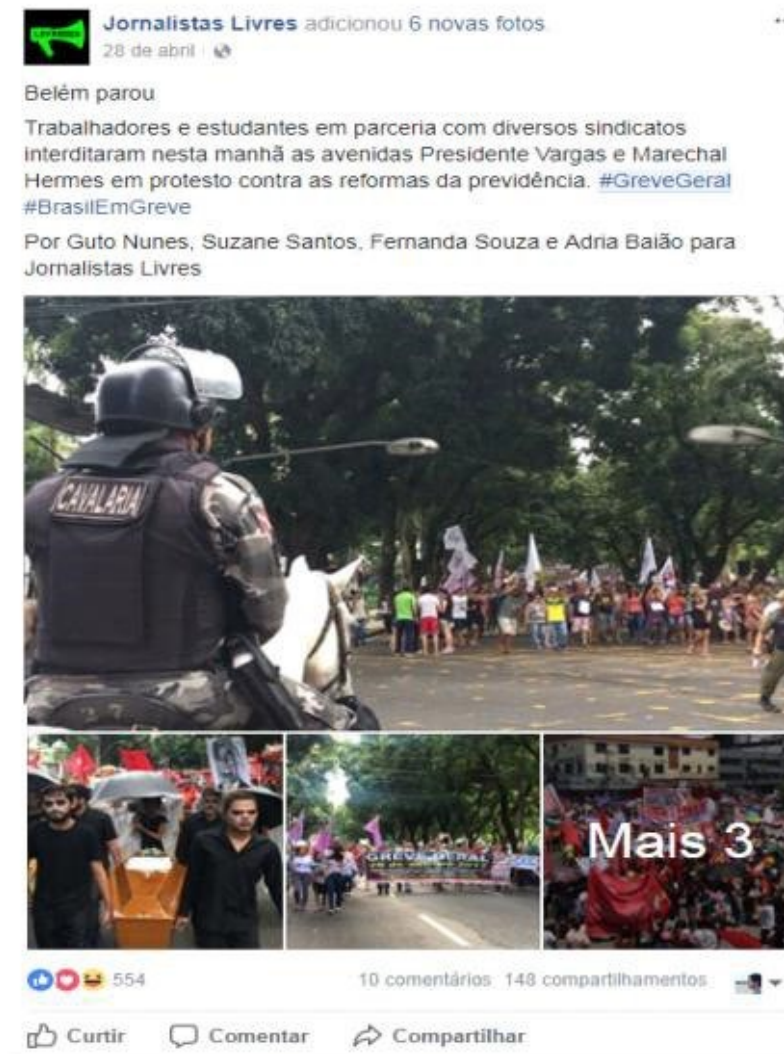 Jornalistas Livres adicionou 6 novas fotos
28 de abril
Belém parou
Trabalhadores e estudantes em parceria com diversos sindicatos
interditaram nesta manhã as avenidas Presidente Vargas e Marechal
Hermes em protesto contra as reformas da previdência. #GreveGeral
#BrasilEmGreve
Por Guto Nunes, Suzane Santos, Fernanda Souza e Adria Baião para
Jornalistas Livres
CAVALARIA
GREVE GERAL
Mais 3
554
10 comentários 148 compartilhamentos
Curtir Comentar Compartilhar